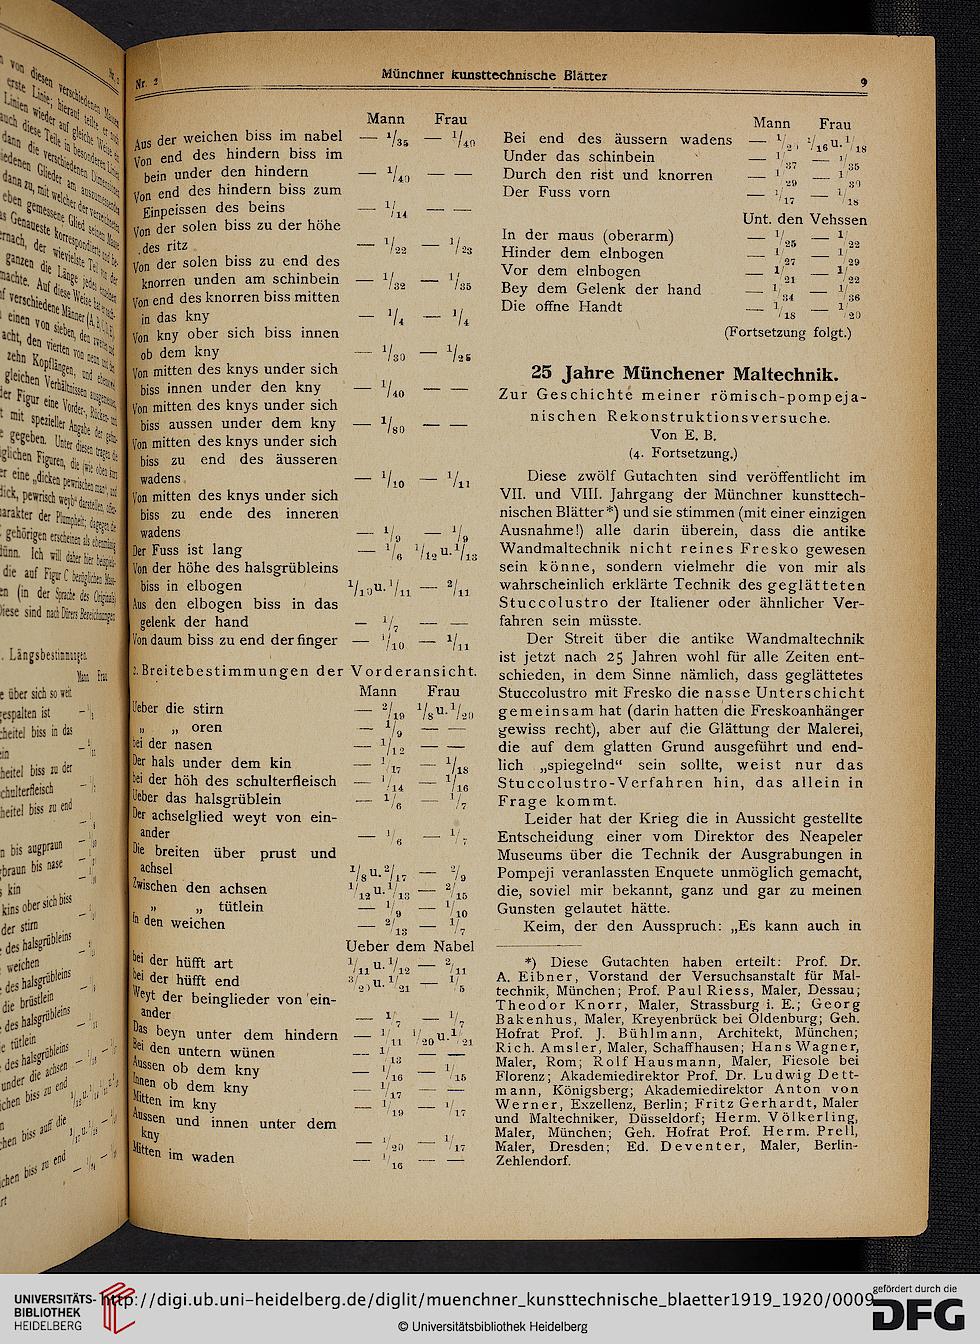 Nr. 2
Münchner kunsttechnische Blätter
9
Mann Frau
Aus der weichen biss im nabel — 1/35 — 1/40
Von end des hindern biss im
bein under den hindern — 1/40 — —
Von end des hindern biss zum
Einpeissen des beins — 1/14 — —
Von der solen biss zu der höhe
des ritz — 1/22 — 1/23
Von der solen biss zu end des
knorren unden am schinbein — 1/32 — 1/35
Von end des knorren biss mitten
in das kny — 1/4 — 1/4
Von kny ober sich biss innen
ob dem kny — 1/30 — 1/25
Von mitten des knys under sich
biss innen under den kny — 1/40 — —
Von mitten des knys under sich
biss aussen under dem kny — 1/80 — —
Von mitten des knys under sich
biss zu end des äusseren
wadens — 1/10 — 1/11
Von mitten des knys under sich
biss zu ende des inneren
wadens — 1/9 — 1/9
Der Fuss ist lang — 1/6 1/12 u. 1/13
Von der höhe des halsgrübleins
biss in elbogen 1/10 u. 1/11 — 2/11
Aus den elbogen biss in das
gelenk der hand — 1/7
Von daum biss zu end der finger — 1/10 — 1/11
2. Breitebestimmungen der Vorderansicht.
Mann Frau
Ueber die stirn — 2/19 1/8 u. 1/20
„ „ oren — 1/9 — —
bei der nasen — 1/12 — —
Der hals under dem kin — 1/17 — 1/18
bei der höh des schulterfleisch — 1/14 — 1/16
Ueber das halsgrüblein — 1/6 — 1/7
Der achselglied weyt von ein-
ander — 1/6 — 1/7
Die breiten über prust und
achsel 1/8 u. 2/17 — 2/9
Zwischen den achsen 1/12 u. 1/13 — 2/15
„ „ tütlein — 1/9 — 1/10
In den weichen — 2/13 — 1/7
Ueber dem Nabel
bei der hüfft art 1/11 u. 1/12 — 2/11
bei der hüfft end 3/20 u. 1/21 — 1/5
Weyt der beinglieder von ein-
ander — 1/7 — 1/7
Das beyn unter dem hindern — 1/11 1/20 u. 1/21
Bei den untern wünen — 1/13 — —
Aussen ob dem kny — 1/16 — 1/15
Innen ob dem kny — 1/17 — —
Mitten im kny — 1/19 — 1/17
Aussen und innen unter dem
kny — 1/20 — 1/17
Mitten im waden — 1/16 — —
Mann Frau
Bei end des äussern wadens — 1/20 1/16 u. 1/18
Under das schinbein — 1/37 — 1/35
Durch den rist und knorren — 1/29 — 1/30
Der Fuss vorn — 1/17 — 1/18
Unt. den Vehssen
In der maus (oberarm) — 1/25 — 1/22
Hinder dem elnbogen — 1/27 — 1/29
Vor dem elnbogen — 1/21 — 1/22
Bey dem Gelenk der hand — 1/34 — 1/36
Die offne Handt — 1/18 — 1/20
(Fortsetzung folgt.)
25 Jahre Münchener Maltechnik.
Zur Geschichte meiner römisch-pompeja-
nischen Rekonstruktionsversuche.
Von E. B.
(4. Fortsetzung.)
Diese zwölf Gutachten sind veröffentlicht im
VII. und VIII. Jahrgang der Münchner kunsttech-
nischen Blätter*) und sie stimmen (mit einer einzigen
Ausnahme!) alle darin überein, dass die antike
Wandmaltechnik nicht reines Fresko gewesen
sein könne, sondern vielmehr die von mir als
wahrscheinlich erklärte Technik des geglätteten
Stuccolustro der Italiener oder ähnlicher Ver-
fahren sein müsste.
Der Streit über die antike Wandmaltechnik
ist jetzt nach 25 Jahren wohl für alle Zeiten ent-
schieden, in dem Sinne nämlich, dass geglättetes
Stuccolustro mit Fresko die nasse Unterschicht
gemeinsam hat (darin hatten die Freskoanhänger
gewiss recht), aber auf die Glättung der Malerei,
die auf dem glatten Grund ausgeführt und end-
lich „spiegelnd“ sein sollte, weist nur das
Stuccolustro-Verfahren hin, das allein in
Frage kommt.
Leider hat der Krieg die in Aussicht gestellte
Entscheidung einer vom Direktor des Neapeler
Museums über die Technik der Ausgrabungen in
Pompeji veranlassten Enquete unmöglich gemacht,
die, soviel mir bekannt, ganz und gar zu meinen
Gunsten gelautet hätte.
Keim, der den Ausspruch: „Es kann auch in
*) Diese Gutachten haben erteilt: Prof. Dr.
A. Eibner, Vorstand der Versuchsanstalt für Mal-
technik, München; Prof. Paul Riess, Maler, Dessau;
Theodor Knorr, Maler, Strassburg i. E.; Georg
Bakenhus, Maler, Kreyenbrück bei Oldenburg; Geh.
Hofrat Prof. J. Bühlmann, Architekt, München;
Rich. Amsler, Maler, Schaffhausen; Hans Wagner,
Maler, Rom; Rolf Hausmann, Maler, Fiesole bei
Florenz; Akademiedirektor Prof. Dr. Ludwig Dett-
mann, Königsberg; Akademiedirektor Anton von
Werner, Exzellenz, Berlin; Fritz Gerhardt, Maler
und Maltechniker, Düsseldorf; Herm. Völkerling,
Maler, München; Geh. Hofrat Prof. Herm. Prell,
Maler, Dresden; Ed. Deventer, Maler, Berlin-
Zehlendorf.
UNIVERSITÄTS-
BIBLIOTHEK
HEIDELBERG
http://digi.ub.uni-heidelberg.de/diglit/muenchner_kunsttechnische_blaetter1919_1920/0009
© Universitätsbibliothek Heidelberg
gefördert durch die
DFG